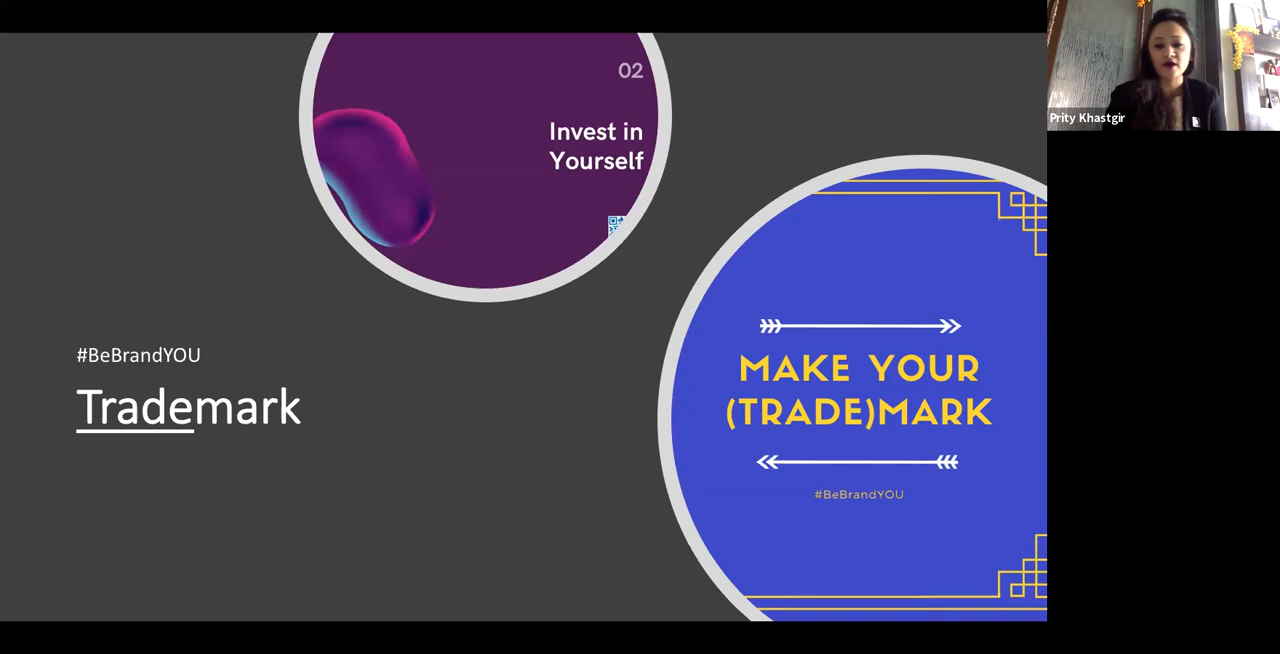 02
Invest in
Yourself
#BeBrandYOU
Trademark
MAKE YOUR
(TRADE)MARK
#BeBrandYOU
Prity Khastgir